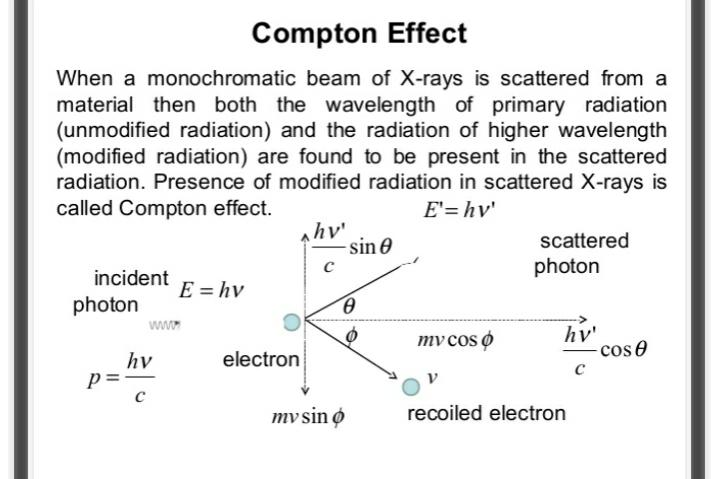 Compton Effect
When a monochromatic beam of X-rays is scattered from a
material then both the wavelength of primary radiation
(unmodified radiation) and the radiation of higher wavelength
(modified radiation) are found to be present in the scattered
radiation. Presence of modified radiation in scattered X-rays is
called Compton effect.
E'= hν'
hν'/c sin θ
scattered
photon
incident
photon
E = hν
θ
ϕ
electron
mv cos ϕ
hν'/c cos θ
p = hν/c
v
mv sin ϕ
recoiled electron